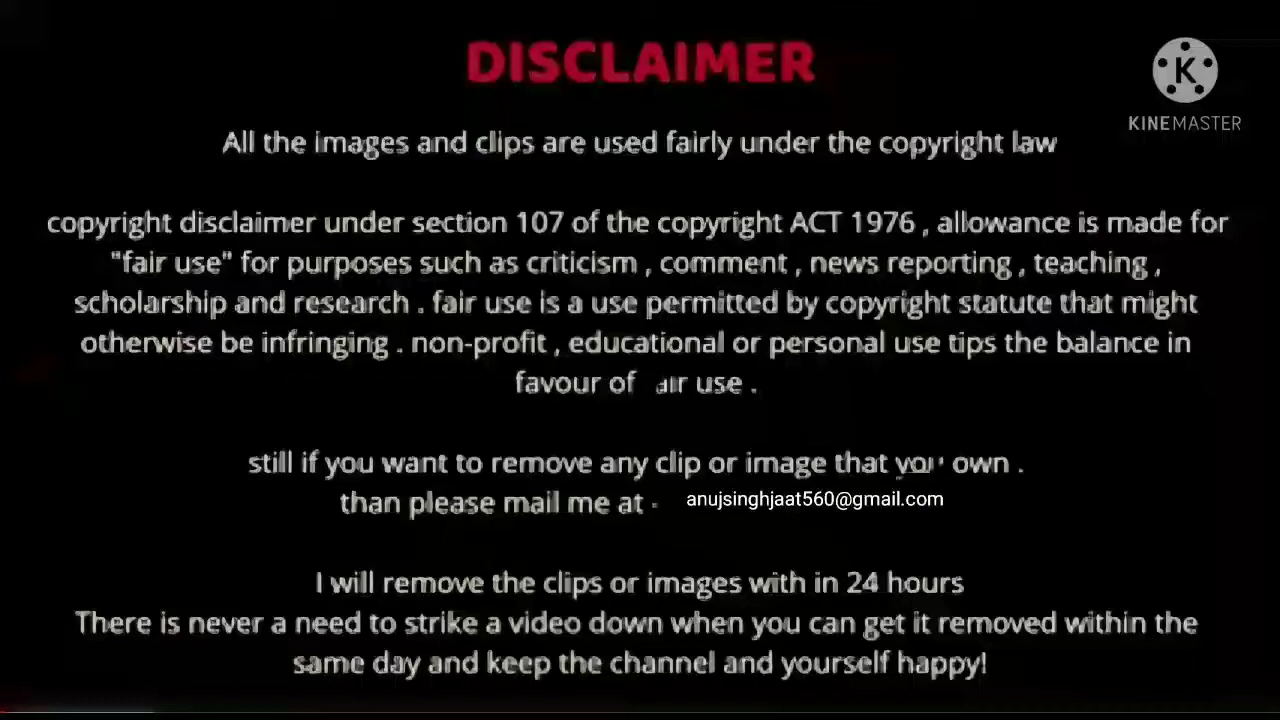 DISCLAIMER
K
KINEMASTER
All the images and clips are used fairly under the copyright law
copyright disclaimer under section 107 of the copyright ACT 1976 , allowance is made for
"fair use" for purposes such as criticism , comment , news reporting , teaching ,
scholarship and research . fair use is a use permitted by copyright statute that might
otherwise be infringing . non-profit , educational or personal use tips the balance in
favour of air use .
still if you want to remove any clip or image that you own .
than please mail me at - anujsinghjaat560@gmail.com
I will remove the clips or images with in 24 hours
There is never a need to strike a video down when you can get it removed within the
same day and keep the channel and yourself happy!